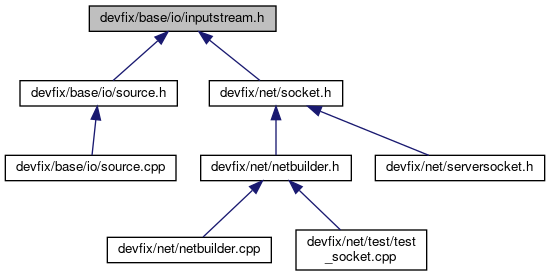 devfix/base/io/inputstream.h
devfix/base/io/source.h
devfix/net/socket.h
devfix/base/io/source.cpp
devfix/net/netbuilder.h
devfix/net/serversocket.h
devfix/net/netbuilder.cpp
devfix/net/test/test
_socket.cpp